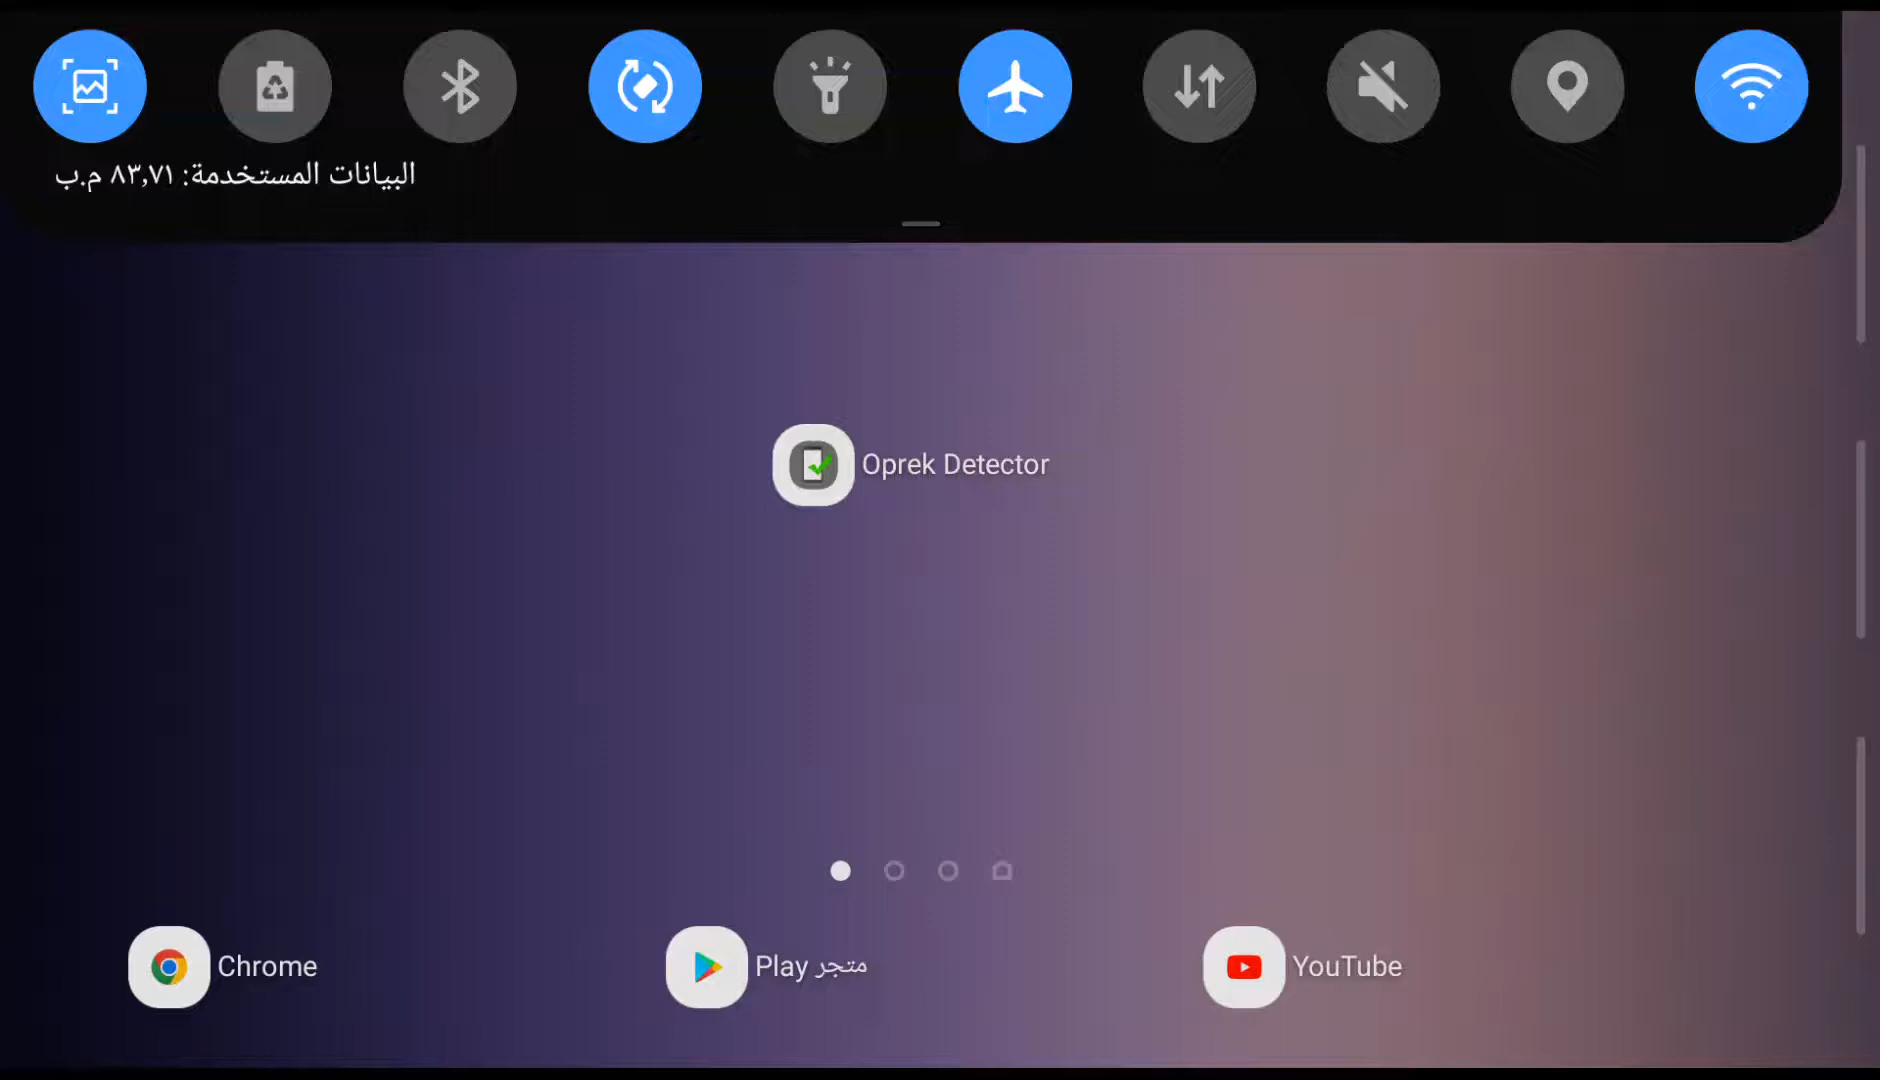 البيانات المستخدمة: ٨٣,٧١ م.ب
Oprek Detector
Chrome
متجر Play
YouTube